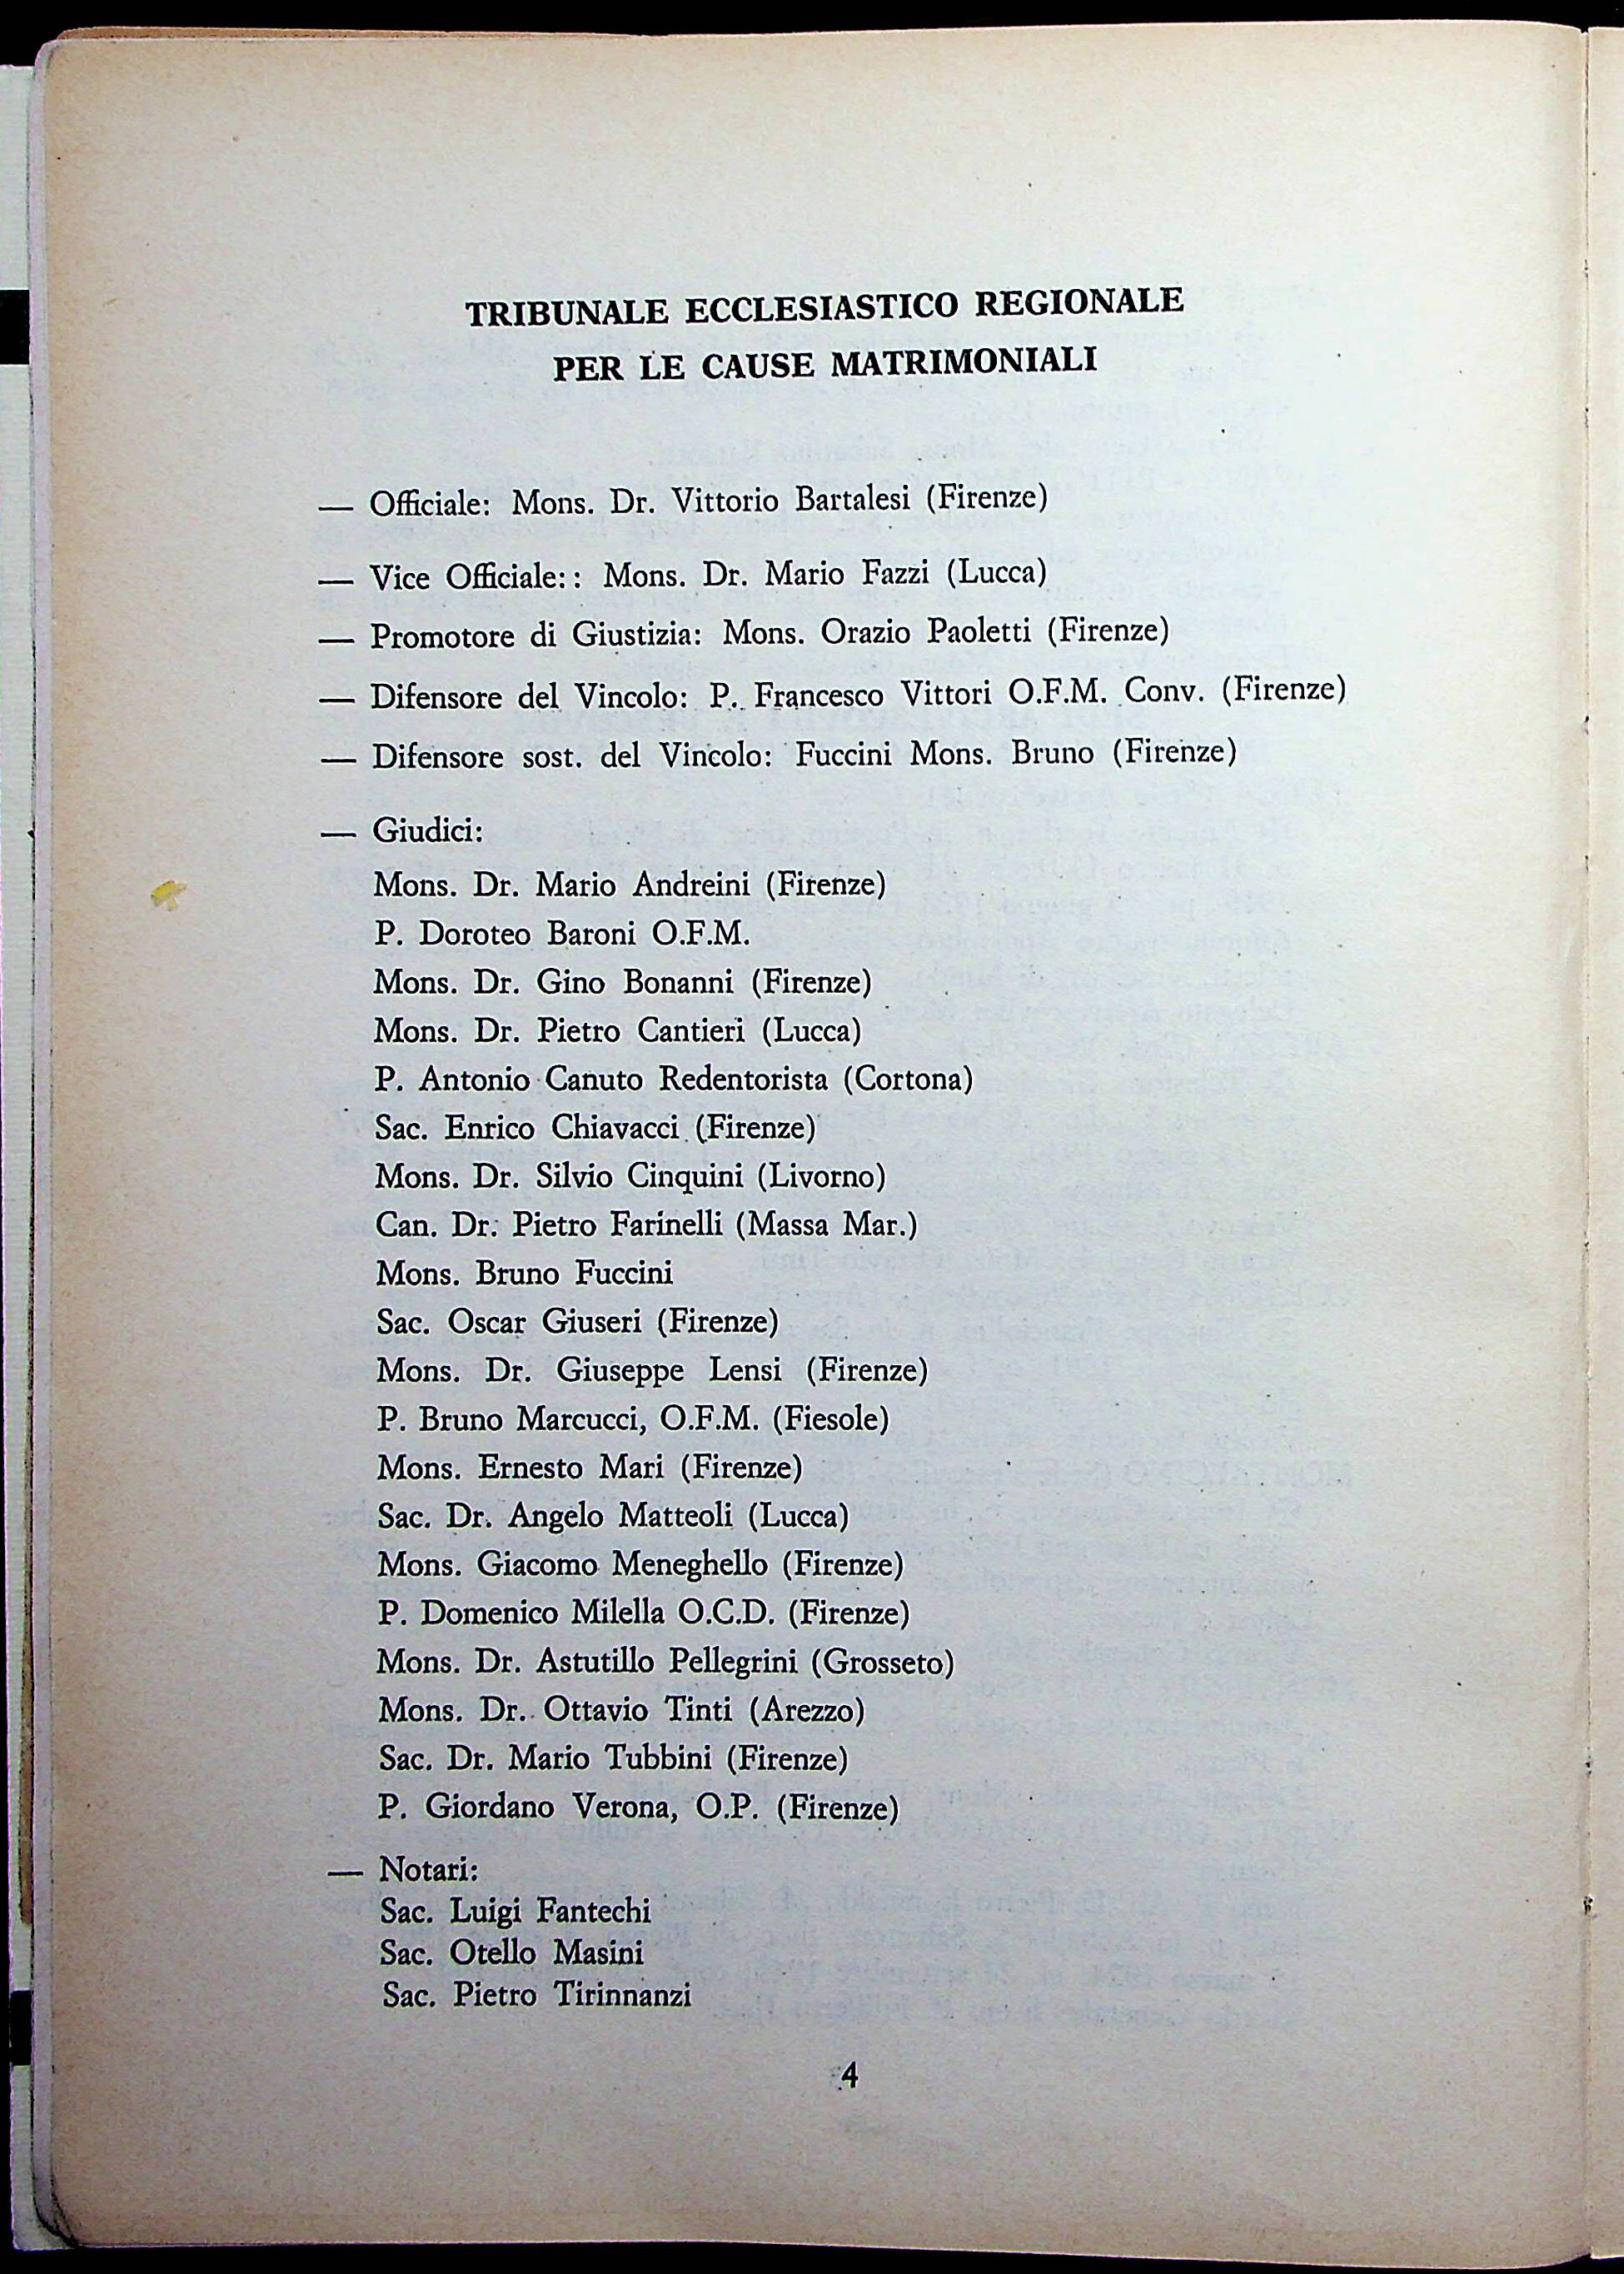 TRIBUNALE ECCLESIASTICO REGIONALE
PER LE CAUSE MATRIMONIALI
— Officiale: Mons. Dr. Vittorio Bartalesi (Firenze)
— Vice Officiale:: Mons. Dr. Mario Fazzi (Lucca)
— Promotore di Giustizia: Mons. Orazio Paoletti (Firenze)
— Difensore del Vincolo: P. Francesco Vittori O.F.M. Conv. (Firenze)
— Difensore sost. del Vincolo: Fuccini Mons. Bruno (Firenze)
— Giudici:
Mons. Dr. Mario Andreini (Firenze)
P. Doroteo Baroni O.F.M.
Mons. Dr. Gino Bonanni (Firenze)
Mons. Dr. Pietro Cantieri (Lucca)
P. Antonio Canuto Redentorista (Cortona)
Sac. Enrico Chiavacci (Firenze)
Mons. Dr. Silvio Cinquini (Livorno)
Can. Dr. Pietro Farinelli (Massa Mar.)
Mons. Bruno Fuccini
Sac. Oscar Giuseri (Firenze)
Mons. Dr. Giuseppe Lensi (Firenze)
P. Bruno Marcucci, O.F.M. (Fiesole)
Mons. Ernesto Mari (Firenze)
Sac. Dr. Angelo Matteoli (Lucca)
Mons. Giacomo Meneghello (Firenze)
P. Domenico Milella O.C.D. (Firenze)
Mons. Dr. Astutillo Pellegrini (Grosseto)
Mons. Dr. Ottavio Tinti (Arezzo)
Sac. Dr. Mario Tubbini (Firenze)
P. Giordano Verona, O.P. (Firenze)
— Notari:
Sac. Luigi Fantechi
Sac. Otello Masini
Sac. Pietro Tirinnanzi
4